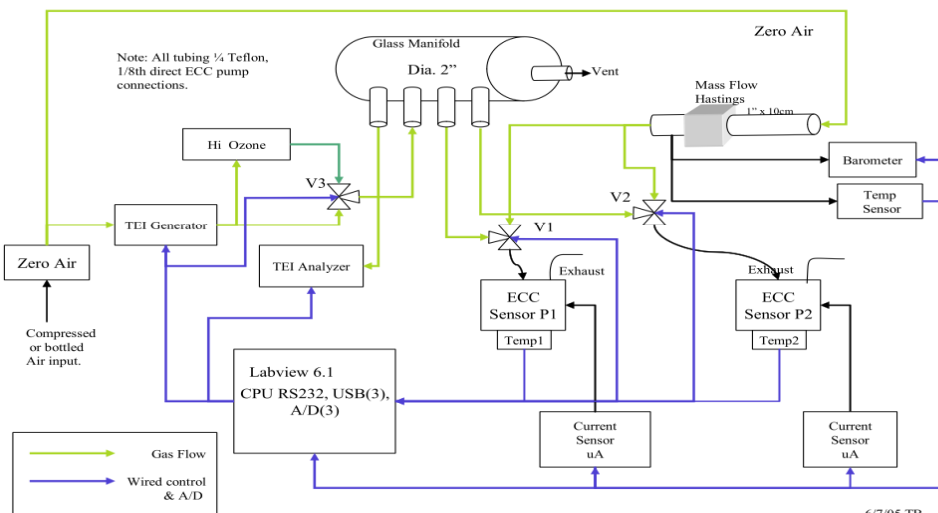 Zero Air
Glass Manifold
Note: All tubing ¼ Teflon,
1/8th direct ECC pump
connections.
Dia. 2”
Vent
Mass Flow
Hastings
1” x 10cm
Hi Ozone
Barometer
V3
V2
Temp
Sensor
TEI Generator
V1
Zero Air
TEI Analyzer
Exhaust
Exhaust
ECC
Sensor P1
ECC
Sensor P2
Compressed
or bottled
Air input.
Temp1
Temp2
Labview 6.1
CPU RS232, USB(3),
A/D(3)
Current
Sensor
uA
Current
Sensor
uA
Gas Flow
Wired control
& A/D